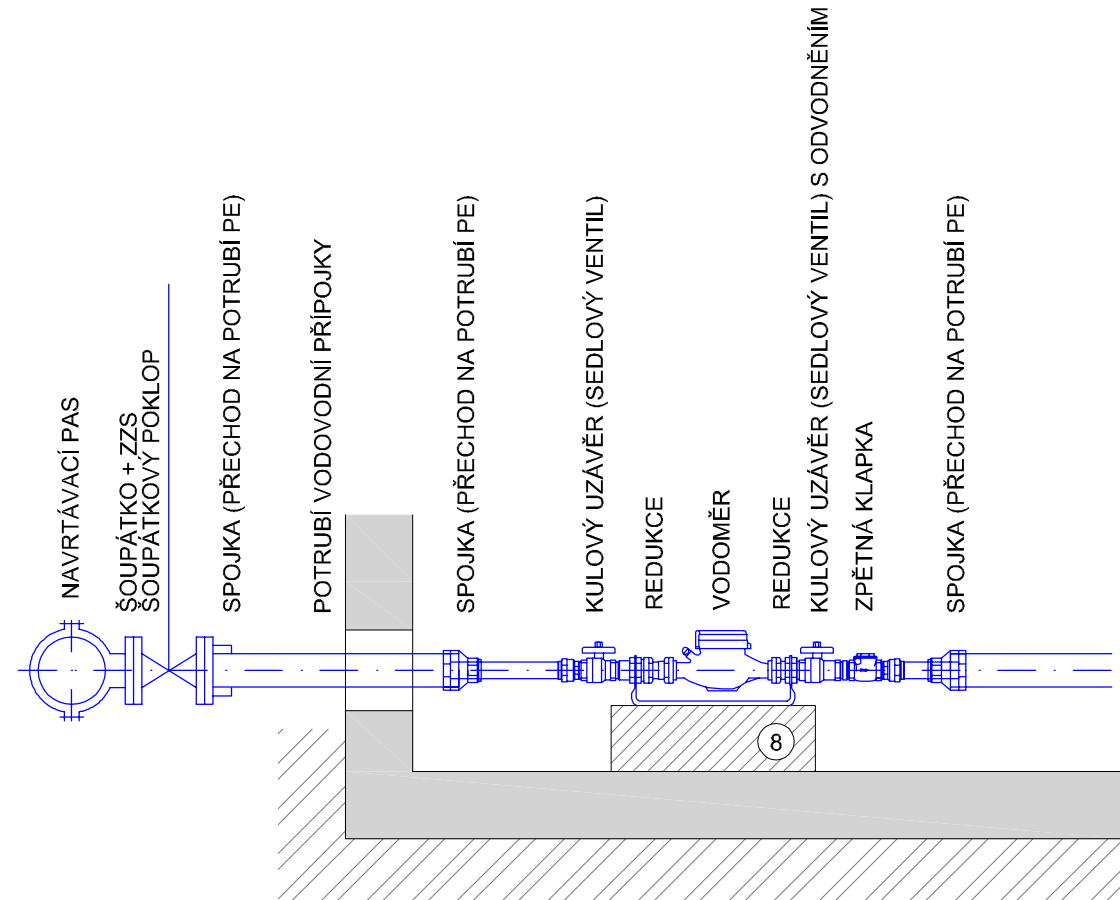 NAVRTÁVACÍ PAS
ŠOUPÁTKO + ZZS
ŠOUPÁTKOVÝ POKLOP
SPOJKA (PŘECHOD NA POTRUBÍ PE)
POTRUBÍ VODOVODNÍ PŘÍPOJKY
SPOJKA (PŘECHOD NA POTRUBÍ PE)
KULOVÝ UZÁVĚR (SEDLOVÝ VENTIL)
REDUKCE
VODOMĚR
REDUKCE
KULOVÝ UZÁVĚR (SEDLOVÝ VENTIL) S ODVODNĚNÍM
ZPĚTNÁ KLAPKA
SPOJKA (PŘECHOD NA POTRUBÍ PE)
8